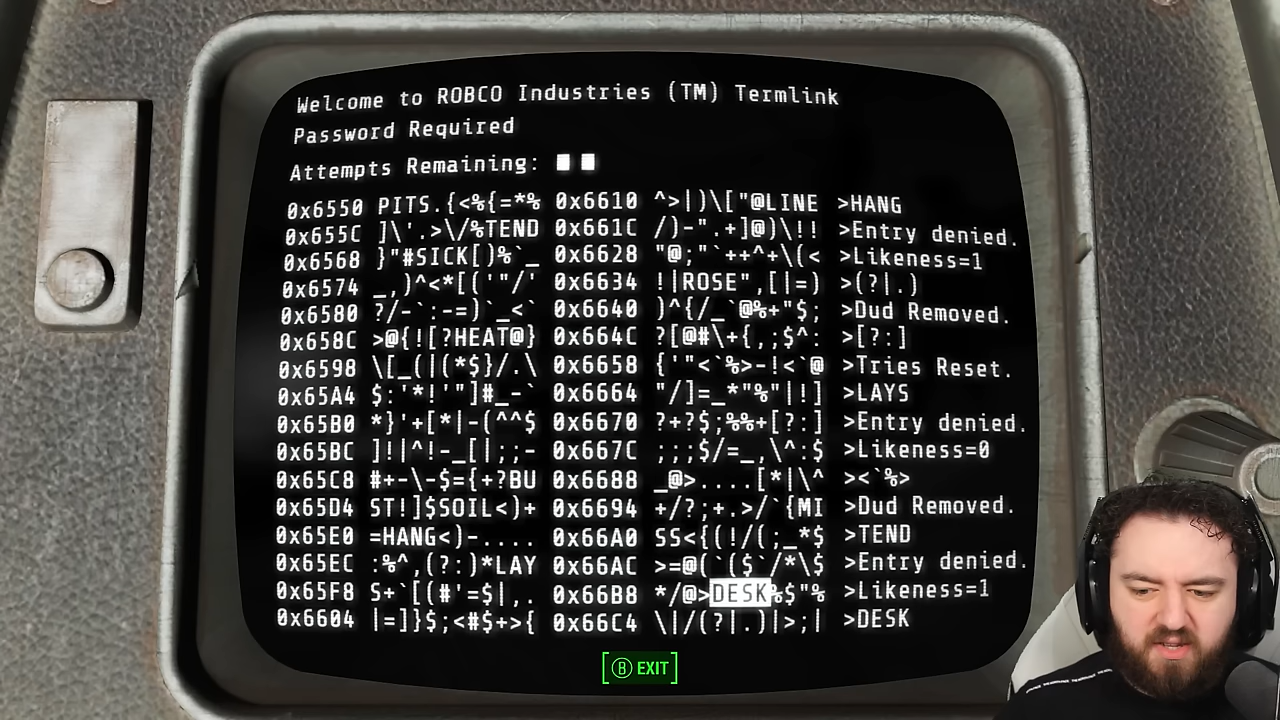 Welcome to ROBCO Industries (TM) Termlink
Password Required
Attempts Remaining: ■ ■
0x6550 PITS.{<%{=*% 0x6610 ^>|)\["@LINE >HANG
0x655C ]\'.>\/%TEND 0x661C /)-".+]@)\!! >Entry denied.
0x6568 }"#SICK[)%`_ 0x6628 "@;"`++^+\(< >Likeness=1
0x6574 _,)^<*[('"/' 0x6634 !|ROSE",[|=) >(?|.)
0x6580 ?/-`:-=)`_<` 0x6640 )^{/_`@%+"$; >Dud Removed.
0x658C >@{![?HEAT@} 0x664C ?[@#\+{,;$^: >[?:]
0x6598 \[_(|(*$}/.\ 0x6658 {'"<`%>-!<`@ >Tries Reset.
0x65A4 $:'*!'"]#_-` 0x6664 "/]=_*"%"|!] >LAYS
0x65B0 *}'+[*|-(^^$ 0x6670 ?+?$;%%+[?:] >Entry denied.
0x65BC ]!|^!-_[|;;- 0x667C ;;;$/=_,\^:$ >Likeness=0
0x65C8 #+-\-$={+?BU 0x6688 _@>....[*|\^ ><`%>
0x65D4 ST!]$SOIL<)+ 0x6694 +/?;+.>/`{MI >Dud Removed.
0x65E0 =HANG<)-.... 0x66A0 SS<{(!/(;_*$ >TEND
0x65EC :%^,(?:)*LAY 0x66AC >=@(`($`/*\$ >Entry denied.
0x65F8 S+`[(#'=$|,. 0x66B8 */@>DESK%$"% >Likeness=1
0x6604 |=]}$;<#$+>{ 0x66C4 \|/(?|.)|>;| >DESK
(B) EXIT